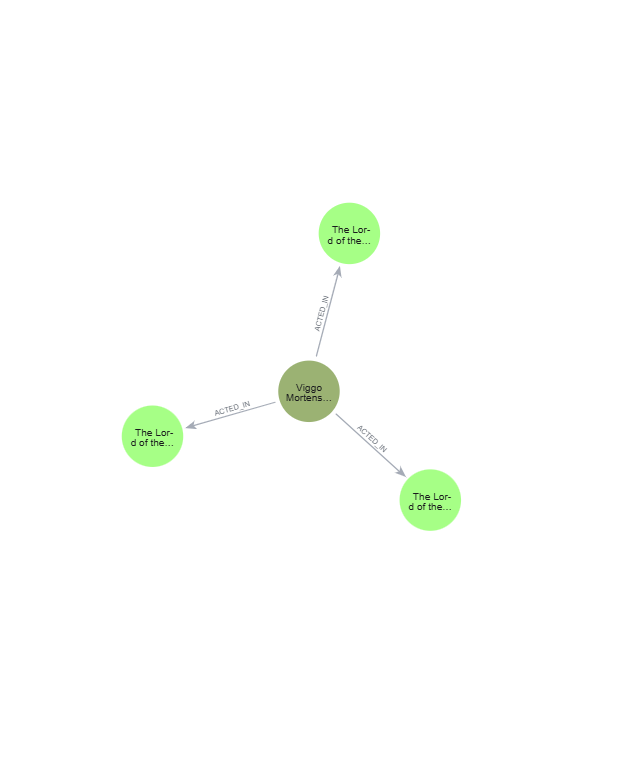 The Lor-
d of the...
ACTED_IN
Viggo
Mortens...
ACTED_IN
The Lor-
d of the...
ACTED_IN
The Lor-
d of the...